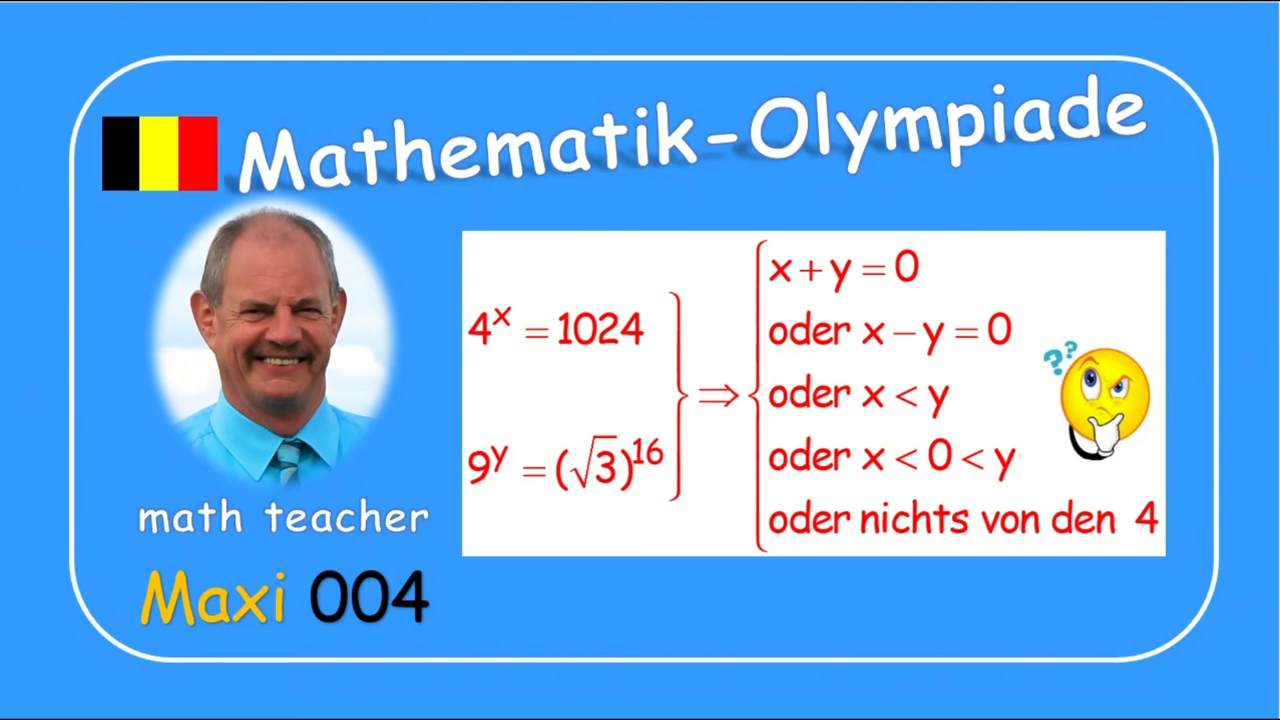 Mathematik-Olympiade
4^x = 1024
9^y = (√3)^16
⇒
x + y = 0
oder x − y = 0
oder x < y
oder x < 0 < y
oder nichts von den 4
??
math teacher
Maxi 004